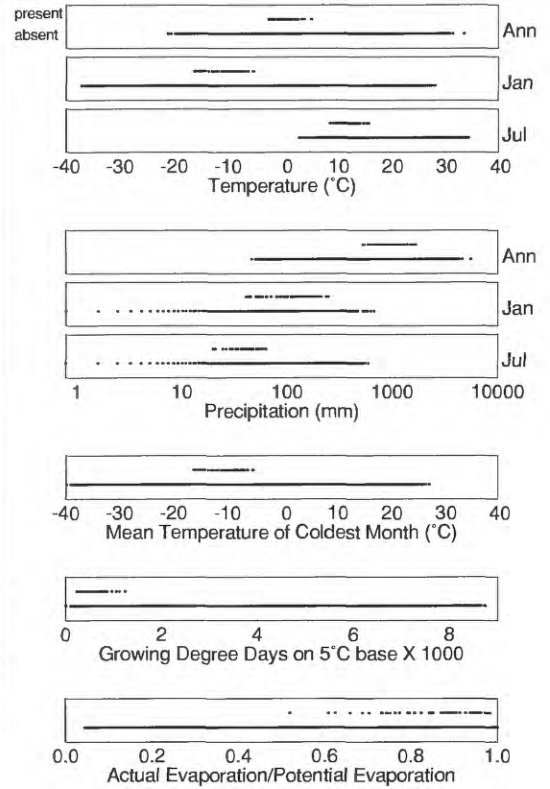 present
absent
Ann
Jan
Jul
-40 -30 -20 -10 0 10 20 30 40
Temperature (˚C)
Ann
Jan
Jul
1 10 100 1000 10000
Precipitation (mm)
-40 -30 -20 -10 0 10 20 30 40
Mean Temperature of Coldest Month (˚C)
0 2 4 6 8
Growing Degree Days on 5˚C base X 1000
0.0 0.2 0.4 0.6 0.8 1.0
Actual Evaporation/Potential Evaporation